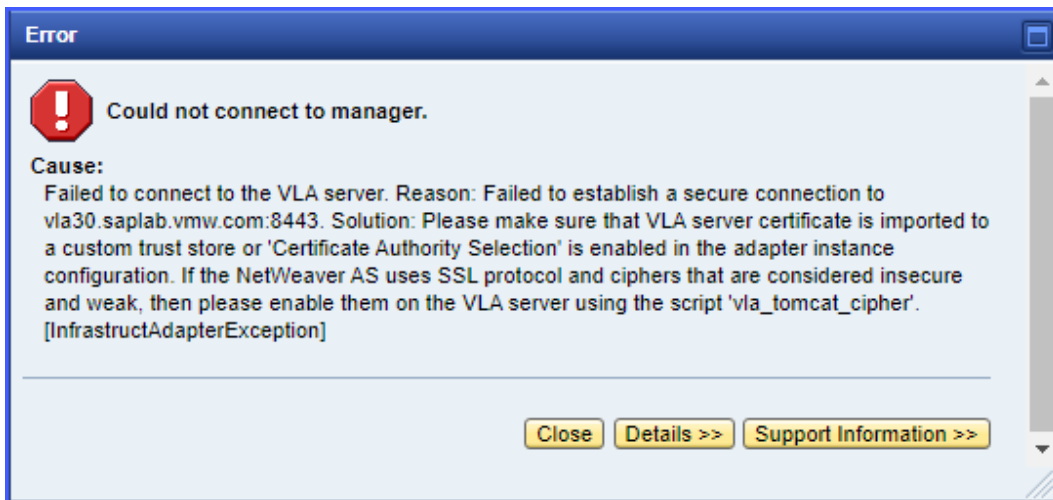 Error
Could not connect to manager.
Cause:
Failed to connect to the VLA server. Reason: Failed to establish a secure connection to
vla30.saplab.vmw.com:8443. Solution: Please make sure that VLA server certificate is imported to
a custom trust store or 'Certificate Authority Selection' is enabled in the adapter instance
configuration. If the NetWeaver AS uses SSL protocol and ciphers that are considered insecure
and weak, then please enable them on the VLA server using the script 'vla_tomcat_cipher'.
[InfrastructAdapterException]
Close Details >> Support Information >>